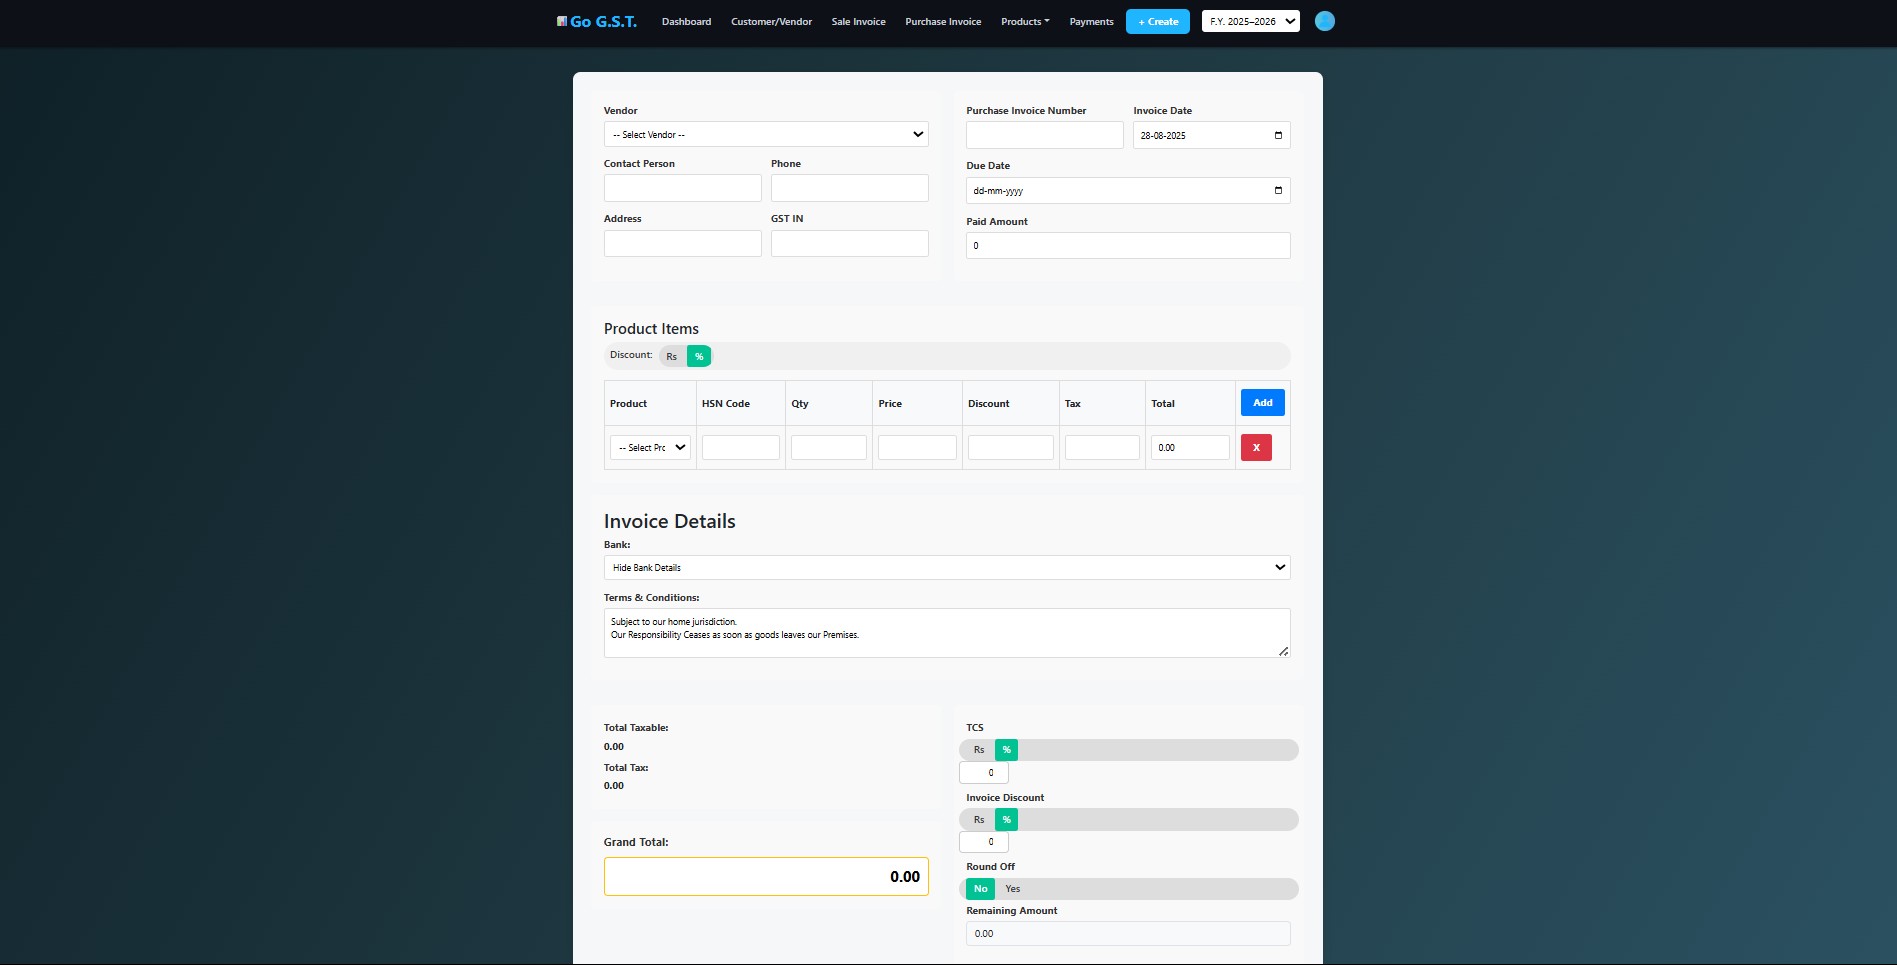 Go G.S.T. Dashboard Customer/Vendor Sale Invoice Purchase Invoice Products Payments + Create F.Y. 2025–2026
Vendor
-- Select Vendor --
Contact Person Phone
Address GST IN
Purchase Invoice Number Invoice Date
28-08-2025
Due Date
dd-mm-yyyy
Paid Amount
0
Product Items
Discount: Rs %
Product HSN Code Qty Price Discount Tax Total Add
-- Select Prc 0.00 X
Invoice Details
Bank:
Hide Bank Details
Terms & Conditions:
Subject to our home jurisdiction.
Our Responsibility Ceases as soon as goods leaves our Premises.
Total Taxable:
0.00
Total Tax:
0.00
Grand Total:
0.00
TCS
Rs %
0
Invoice Discount
Rs %
0
Round Off
No Yes
Remaining Amount
0.00